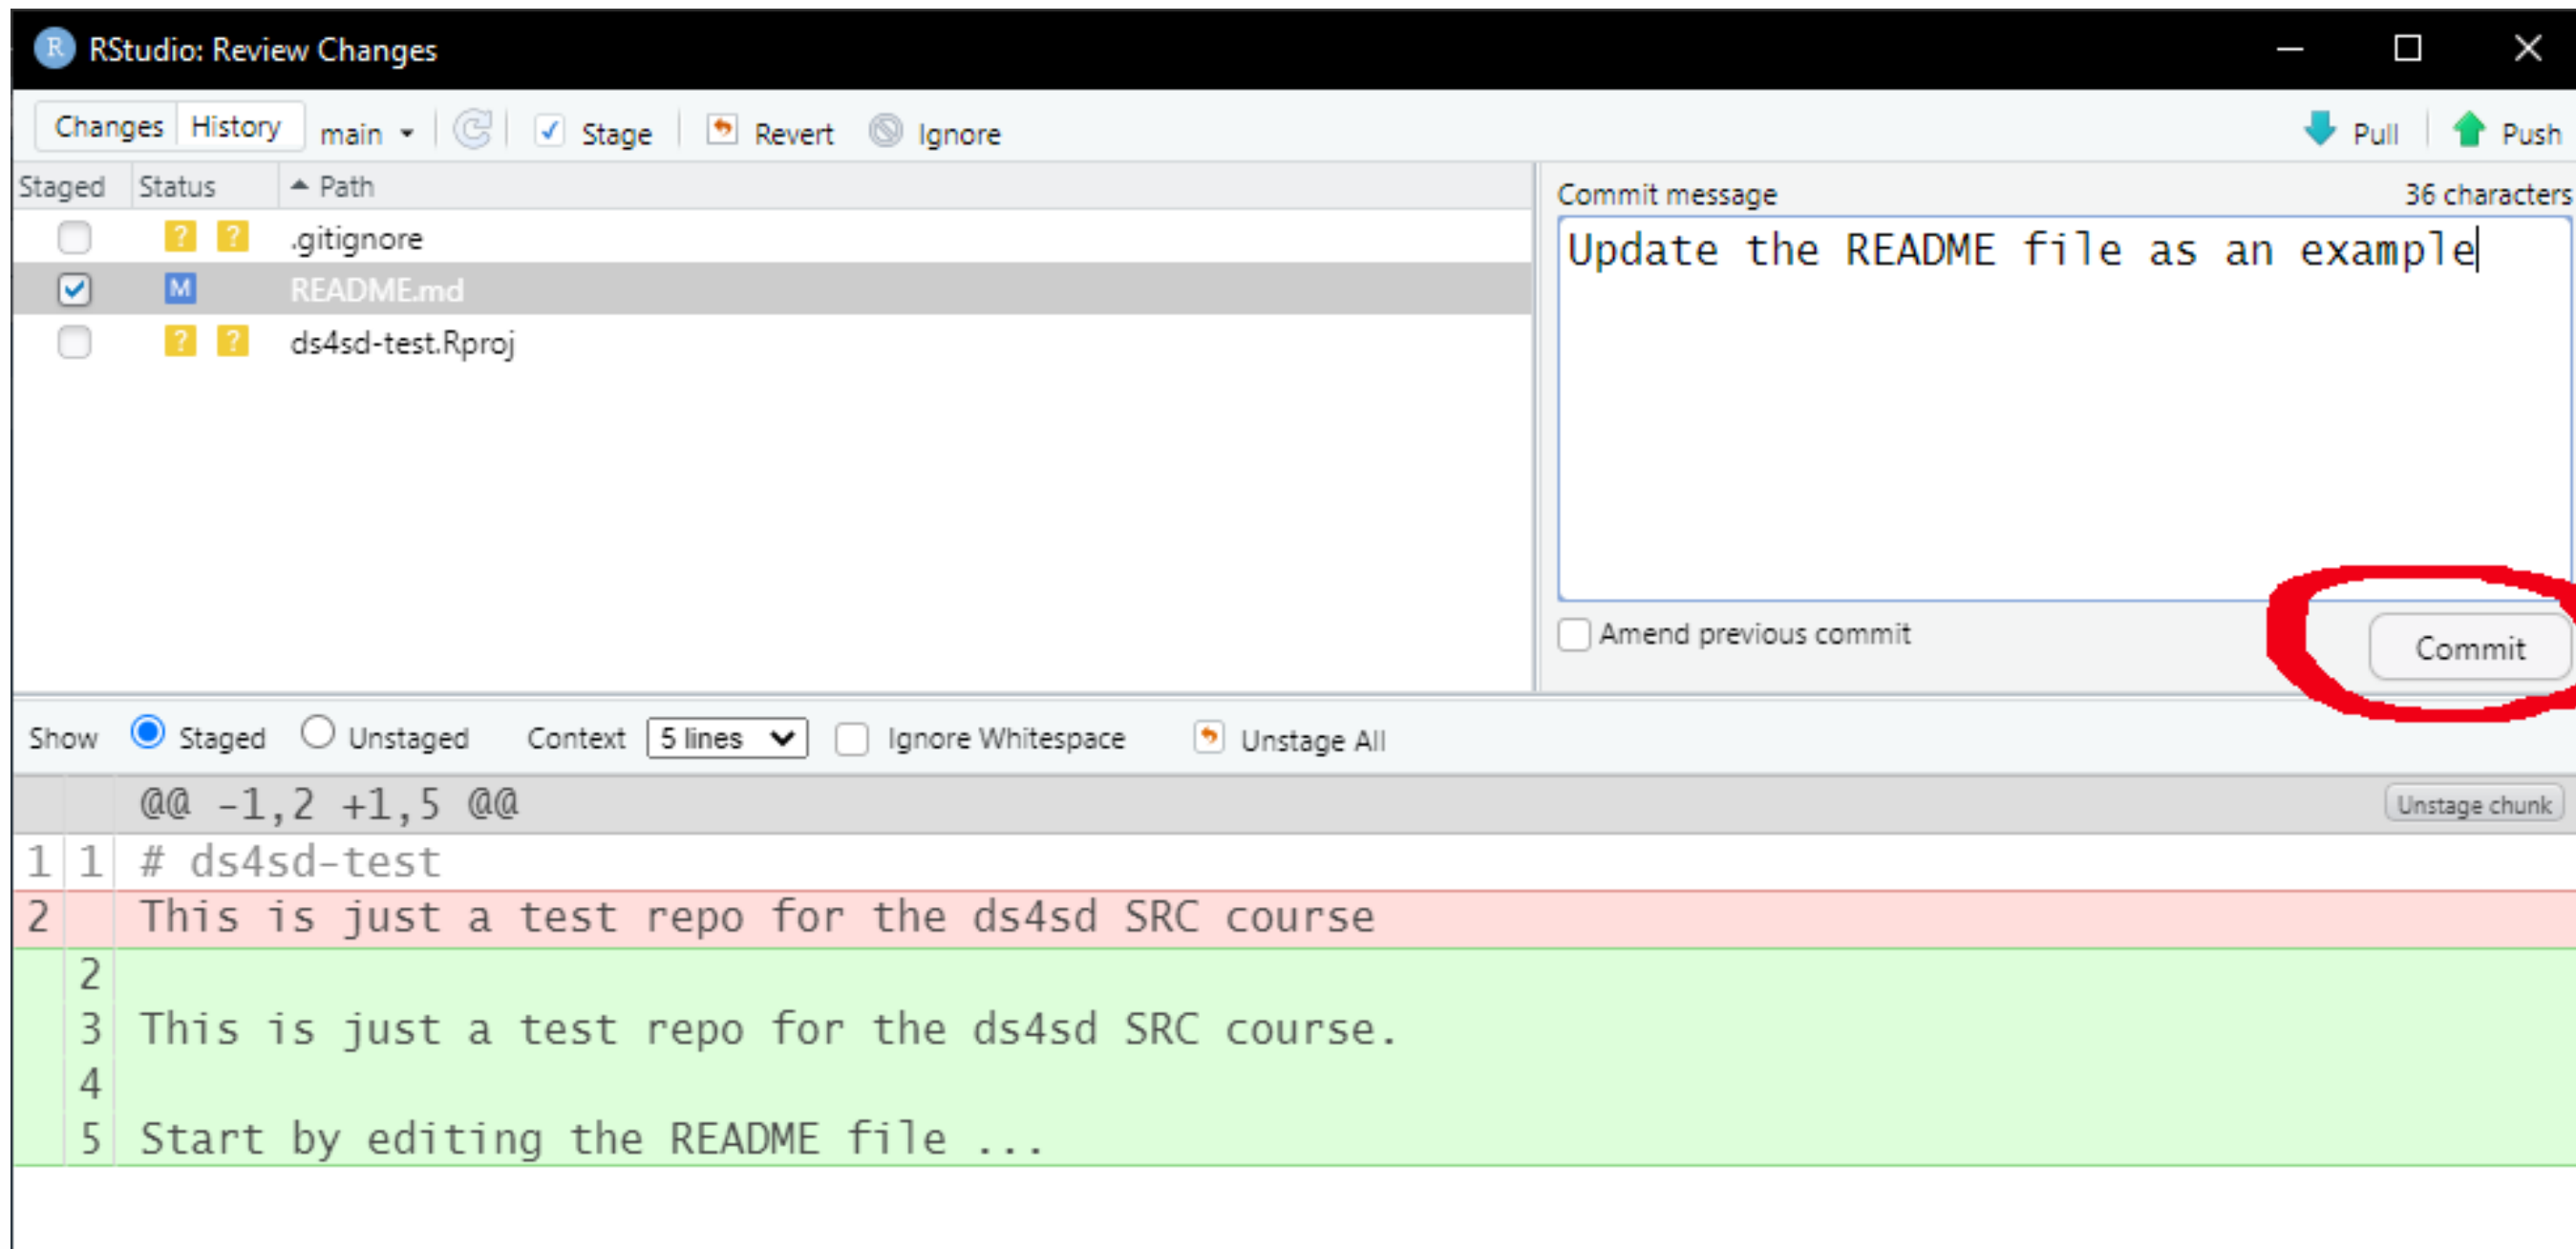 R RStudio: Review Changes
Changes History main Stage Revert Ignore Pull Push
Staged Status Path
? ? .gitignore
M README.md
? ? ds4sd-test.Rproj
Commit message 36 characters
Update the README file as an example
Amend previous commit Commit
Show Staged Unstaged Context 5 lines Ignore Whitespace Unstage All
@@ -1,2 +1,5 @@ Unstage chunk
1 1 # ds4sd-test
2 This is just a test repo for the ds4sd SRC course
2
3 This is just a test repo for the ds4sd SRC course.
4
5 Start by editing the README file ...